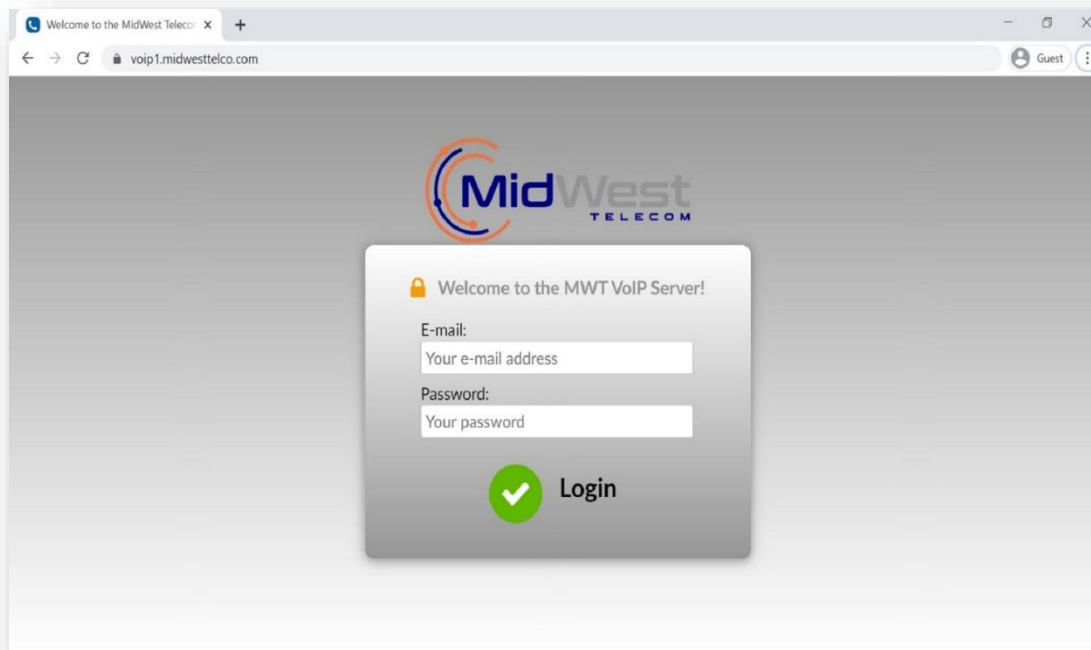 Welcome to the MidWest Teleco
voip1.midwesttelco.com
Guest
MidWest
TELECOM
Welcome to the MWT VoIP Server!
E-mail:
Your e-mail address
Password:
Your password
Login